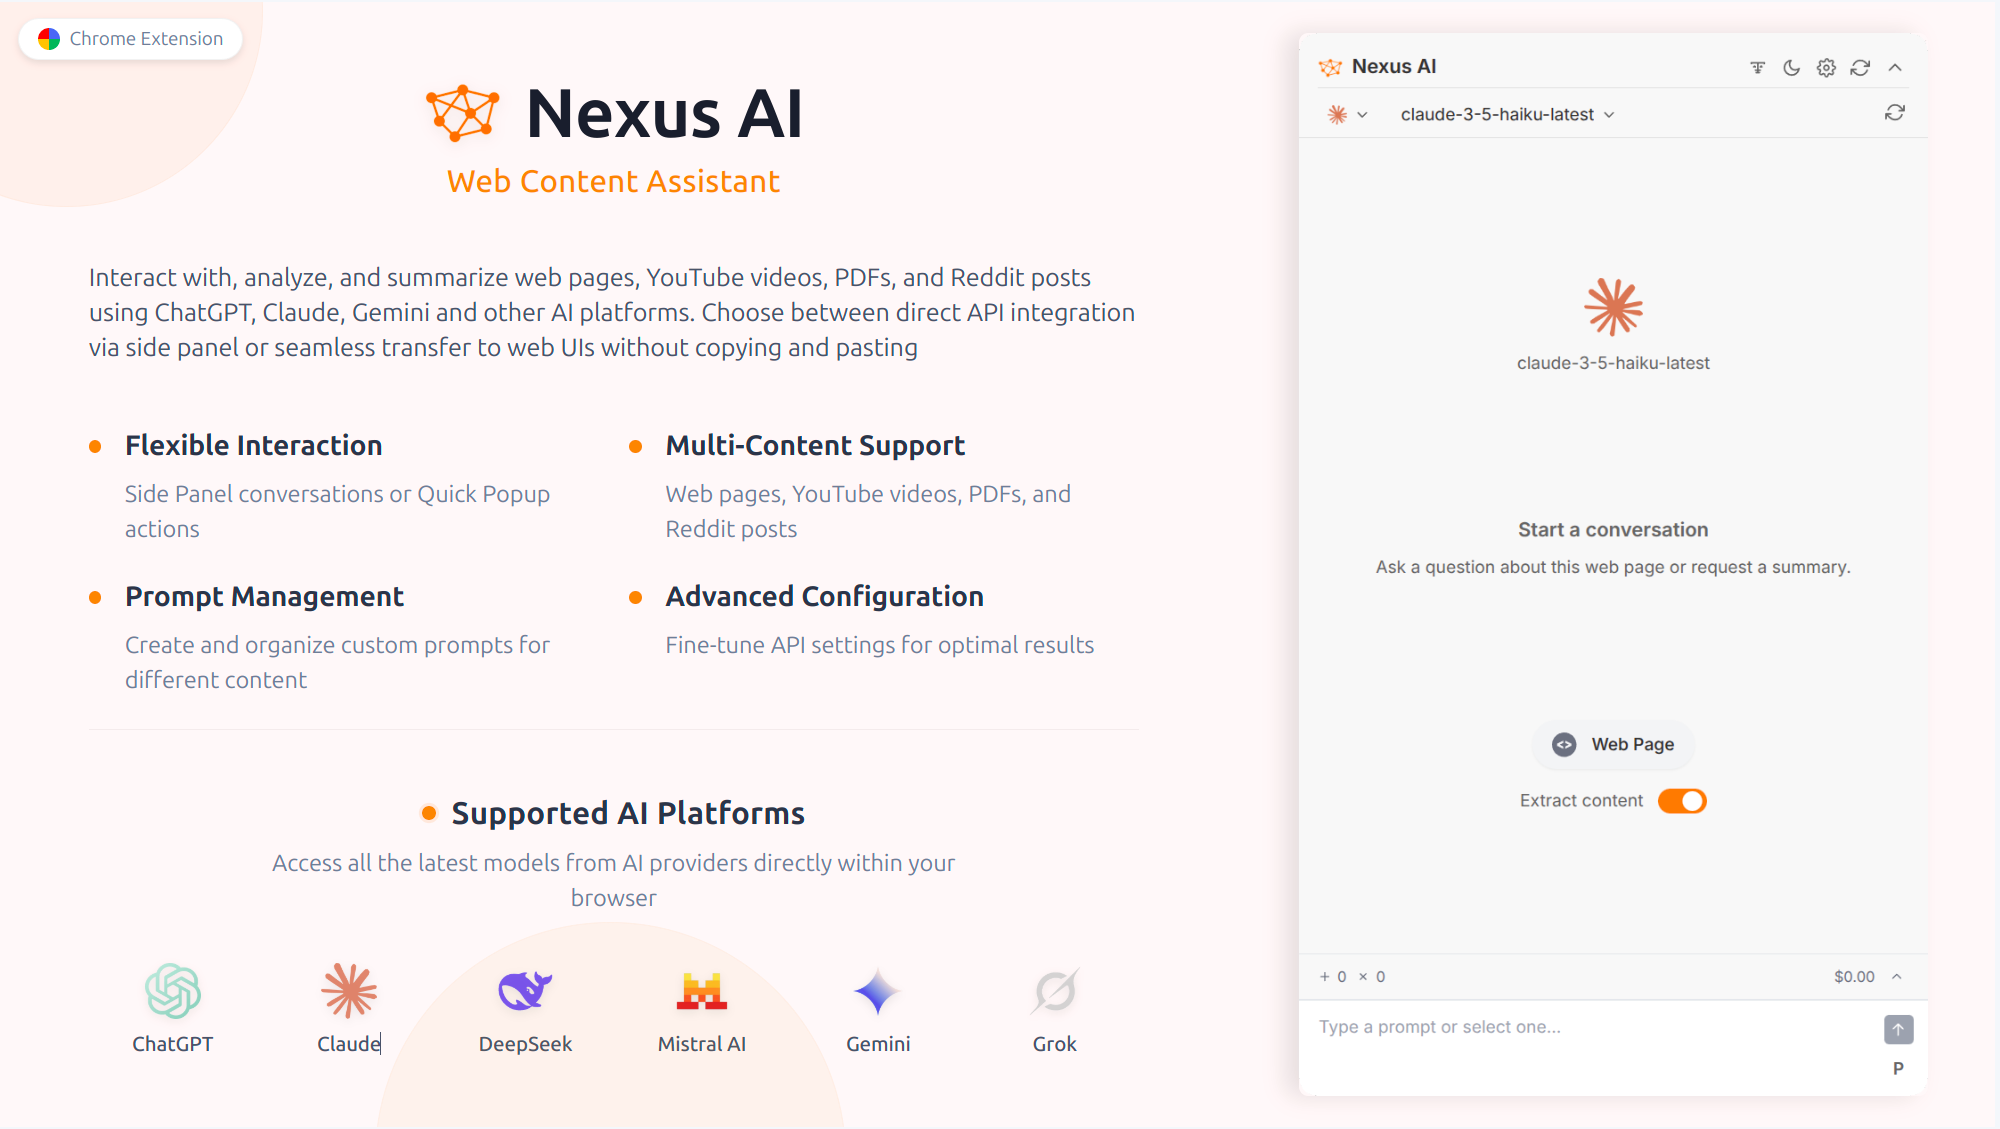 Chrome Extension
Nexus AI
Web Content Assistant
Interact with, analyze, and summarize web pages, YouTube videos, PDFs, and Reddit posts
using ChatGPT, Claude, Gemini and other AI platforms. Choose between direct API integration
via side panel or seamless transfer to web UIs without copying and pasting
Flexible Interaction
Side Panel conversations or Quick Popup
actions
Multi-Content Support
Web pages, YouTube videos, PDFs, and
Reddit posts
Prompt Management
Create and organize custom prompts for
different content
Advanced Configuration
Fine-tune API settings for optimal results
Supported AI Platforms
Access all the latest models from AI providers directly within your
browser
ChatGPT
Claude
DeepSeek
Mistral AI
Gemini
Grok
Nexus AI
claude-3-5-haiku-latest
claude-3-5-haiku-latest
Start a conversation
Ask a question about this web page or request a summary.
Web Page
Extract content
+ 0 × 0
$0.00
Type a prompt or select one...
P